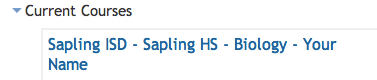 Current Courses
Sapling ISD - Sapling HS - Biology - Your
Name